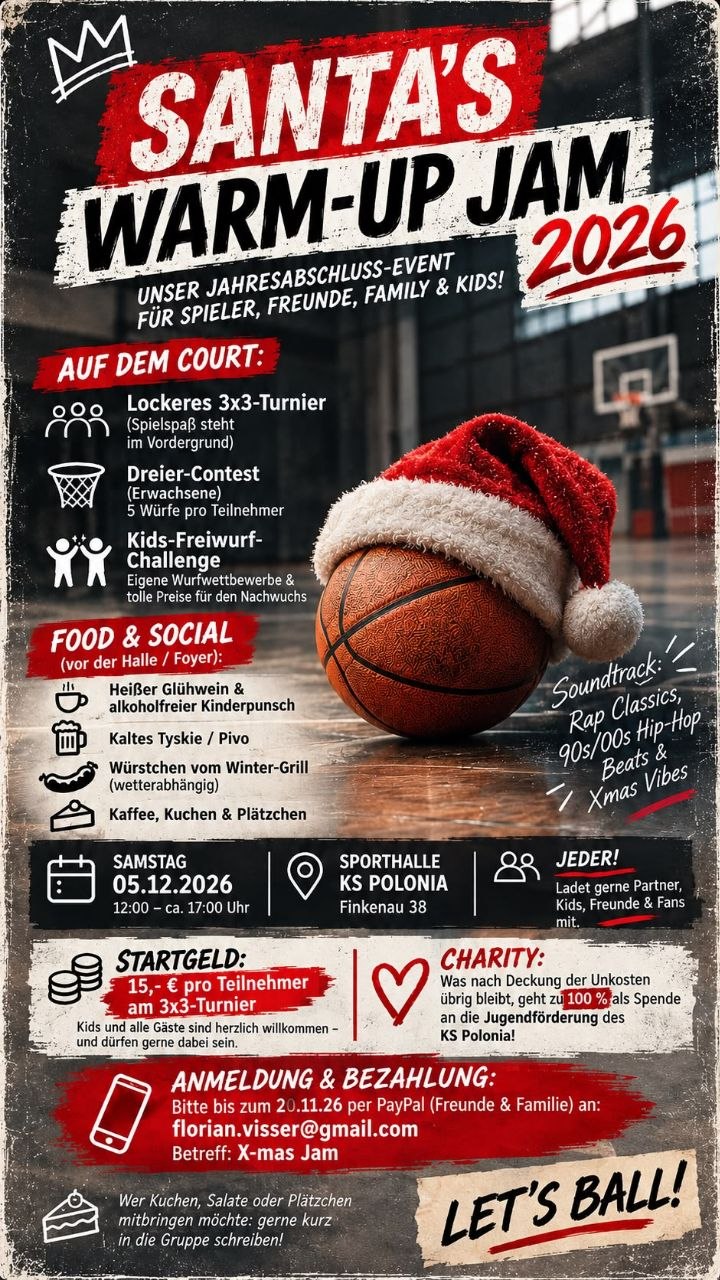 SANTA'S
WARM-UP JAM
2026
UNSER JAHRESABSCHLUSS-EVENT
FÜR SPIELER, FREUNDE, FAMILY & KIDS!
AUF DEM COURT:
Lockeres 3x3-Turnier
(Spielspaß steht
im Vordergrund)
Dreier-Contest
(Erwachsene)
5 Würfe pro Teilnehmer
Kids-Freiwurf-
Challenge
Eigene Wurfwettbewerbe &
tolle Preise für den Nachwuchs
FOOD & SOCIAL
(vor der Halle / Foyer):
Heißer Glühwein &
alkoholfreier Kinderpunsch
Kaltes Tyskie / Pivo
Würstchen vom Winter-Grill
(wetterabhängig)
Kaffee, Kuchen & Plätzchen
Soundtrack:
Rap Classics,
90s/00s Hip-Hop
Beats &
Xmas Vibes
SAMSTAG
05.12.2026
12:00 – ca. 17:00 Uhr
SPORTHALLE
KS POLONIA
Finkenau 38
JEDER!
Ladet gerne Partner,
Kids, Freunde & Fans
mit.
STARTGELD:
15,- € pro Teilnehmer
am 3x3-Turnier
Kids und alle Gäste sind herzlich willkommen –
und dürfen gerne dabei sein.
CHARITY:
Was nach Deckung der Unkosten
übrig bleibt, geht zu 100 % als Spende
an die Jugendförderung des
KS Polonia!
ANMELDUNG & BEZAHLUNG:
Bitte bis zum 20.11.26 per PayPal (Freunde & Familie) an:
florian.visser@gmail.com
Betreff: X-mas Jam
Wer Kuchen, Salate oder Plätzchen
mitbringen möchte: gerne kurz
in die Gruppe schreiben!
LET'S BALL!